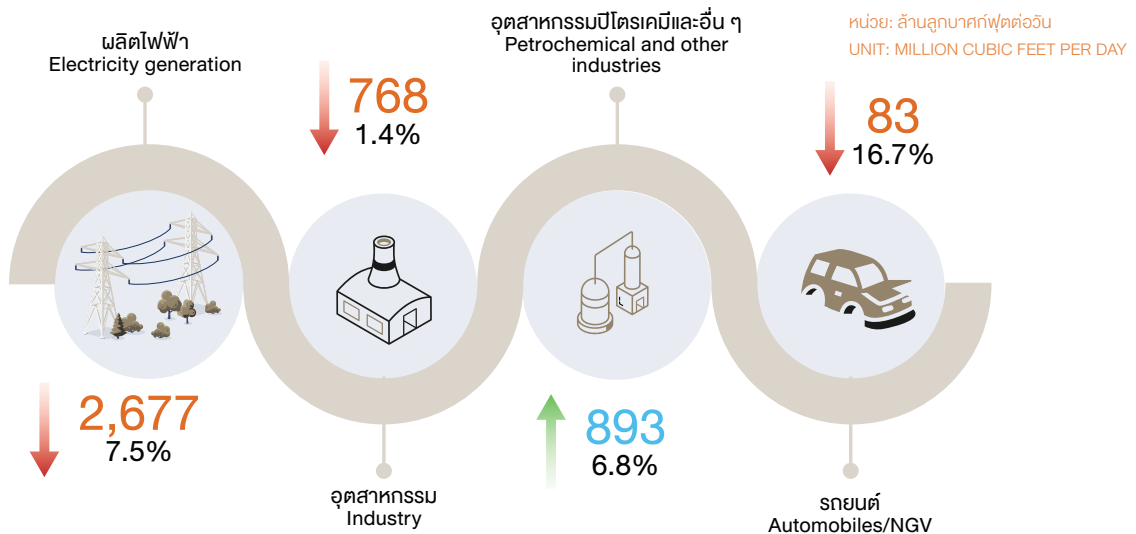 ผลิตไฟฟ้า
Electricity generation
2,677
7.5%
768
1.4%
อุตสาหกรรม
Industry
อุตสาหกรรมปิโตรเคมีและอื่น ๆ
Petrochemical and other
industries
893
6.8%
หน่วย: ล้านลูกบาศก์ฟุตต่อวัน
UNIT: MILLION CUBIC FEET PER DAY
83
16.7%
รถยนต์
Automobiles/NGV